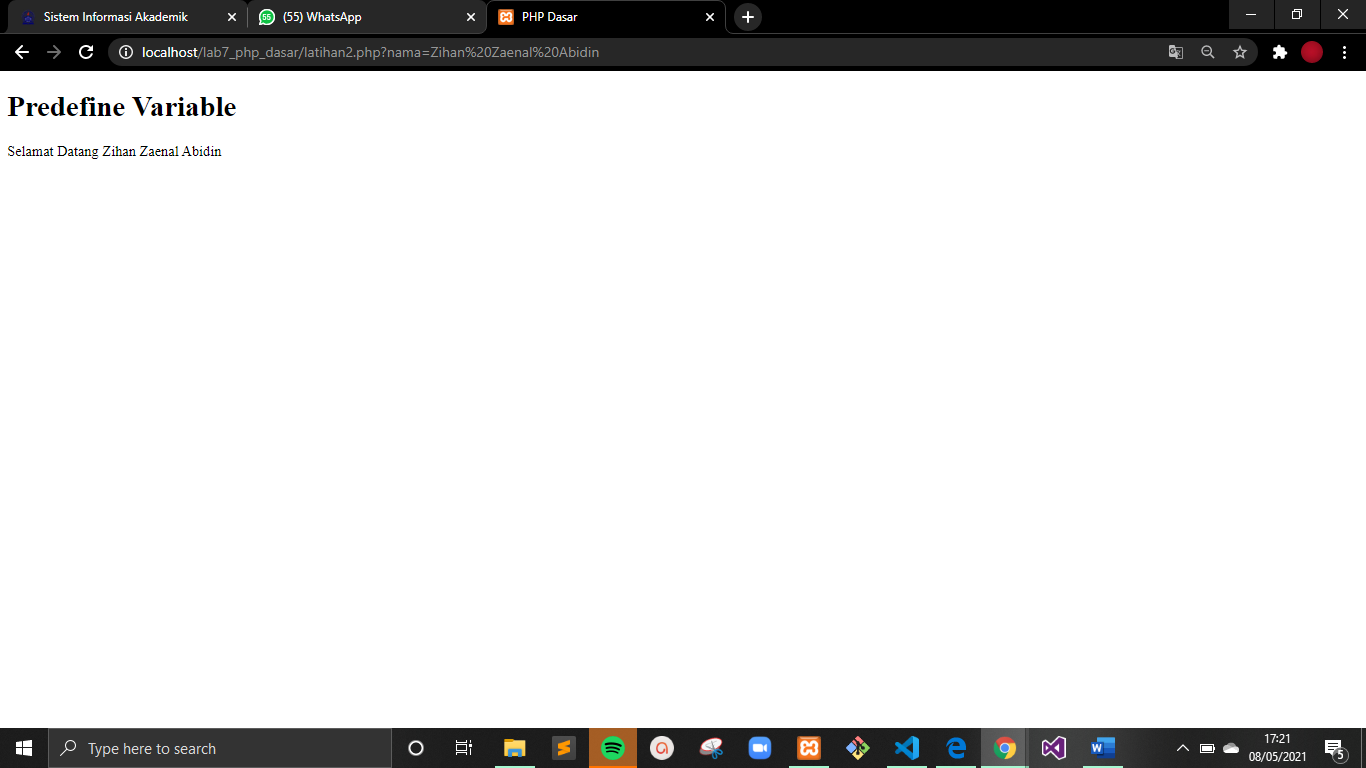 Sistem Informasi Akademik
(55) WhatsApp
PHP Dasar
localhost/lab7_php_dasar/latihan2.php?nama=Zihan%20Zaenal%20Abidin
Predefine Variable
Selamat Datang Zihan Zaenal Abidin
Type here to search
17:21
08/05/2021
5